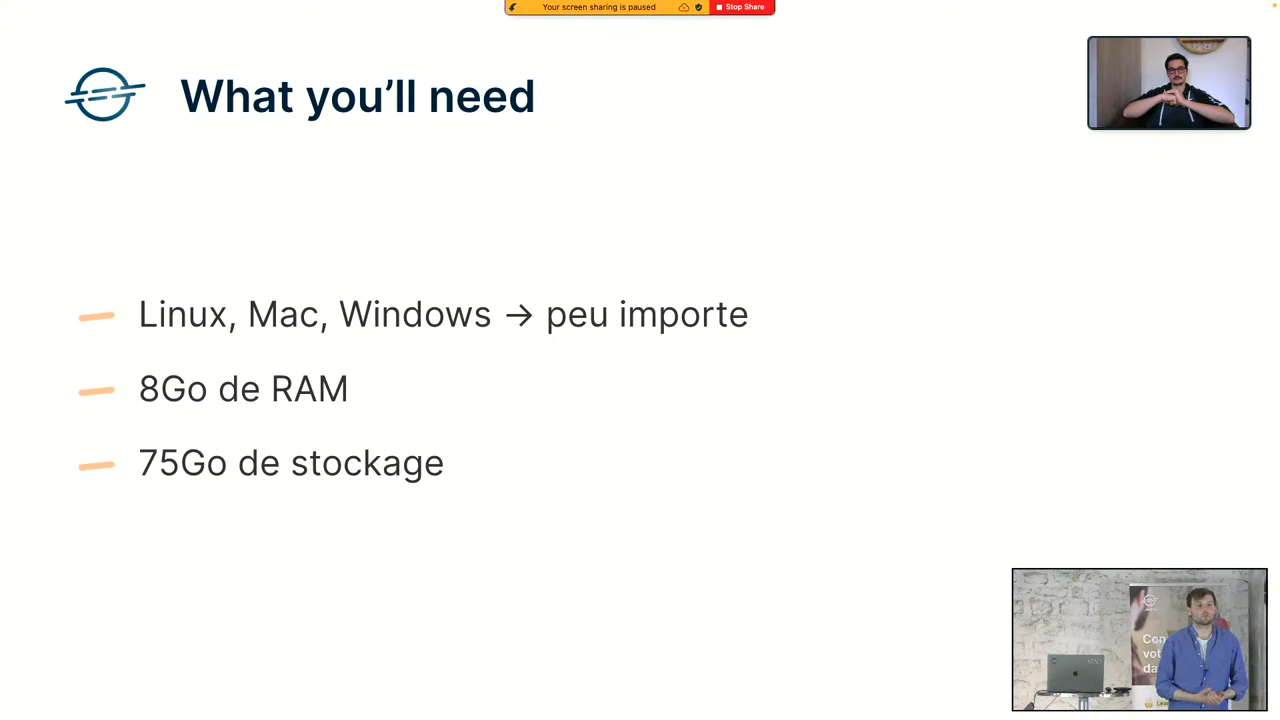 Your screen sharing is paused
Stop Share
What you’ll need
Linux, Mac, Windows → peu importe
8Go de RAM
75Go de stockage